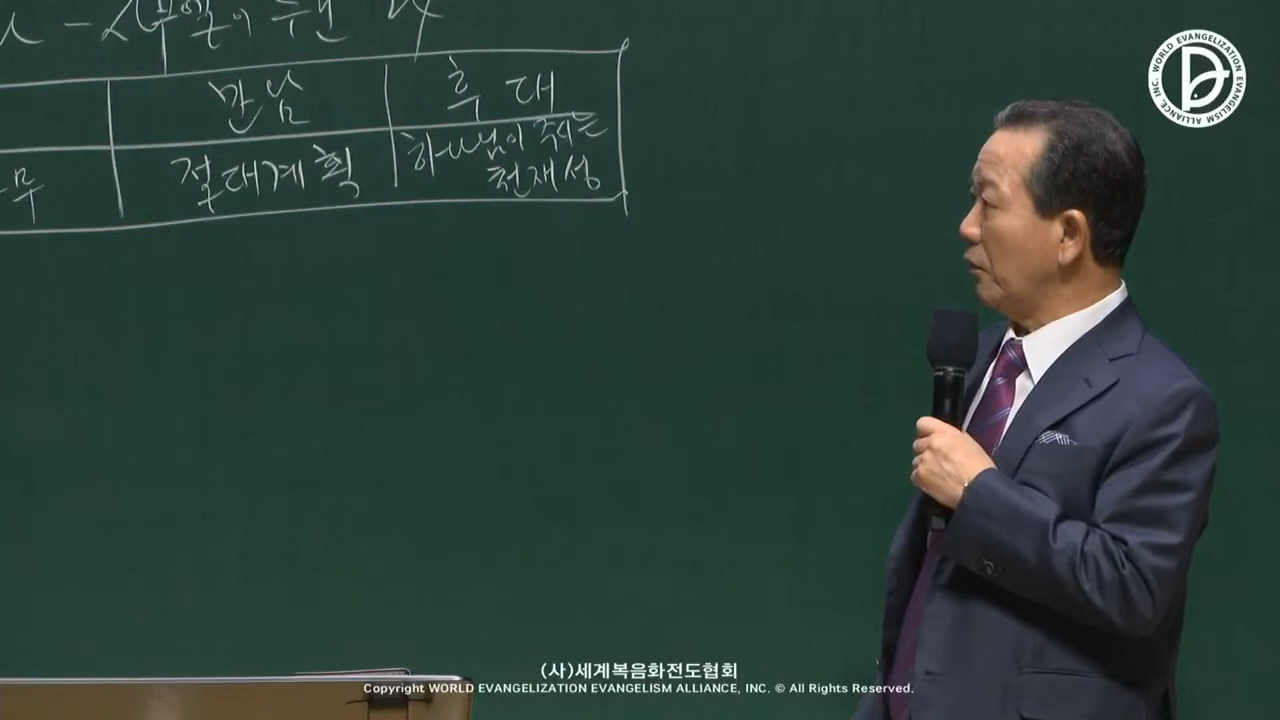 만남 후대
절대계획 하나님이 주시는
천재성
WORLD EVANGELIZATION EVANGELISM ALLIANCE, INC.
(사)세계복음화전도협회
Copyright WORLD EVANGELIZATION EVANGELISM ALLIANCE, INC. © All Rights Reserved.